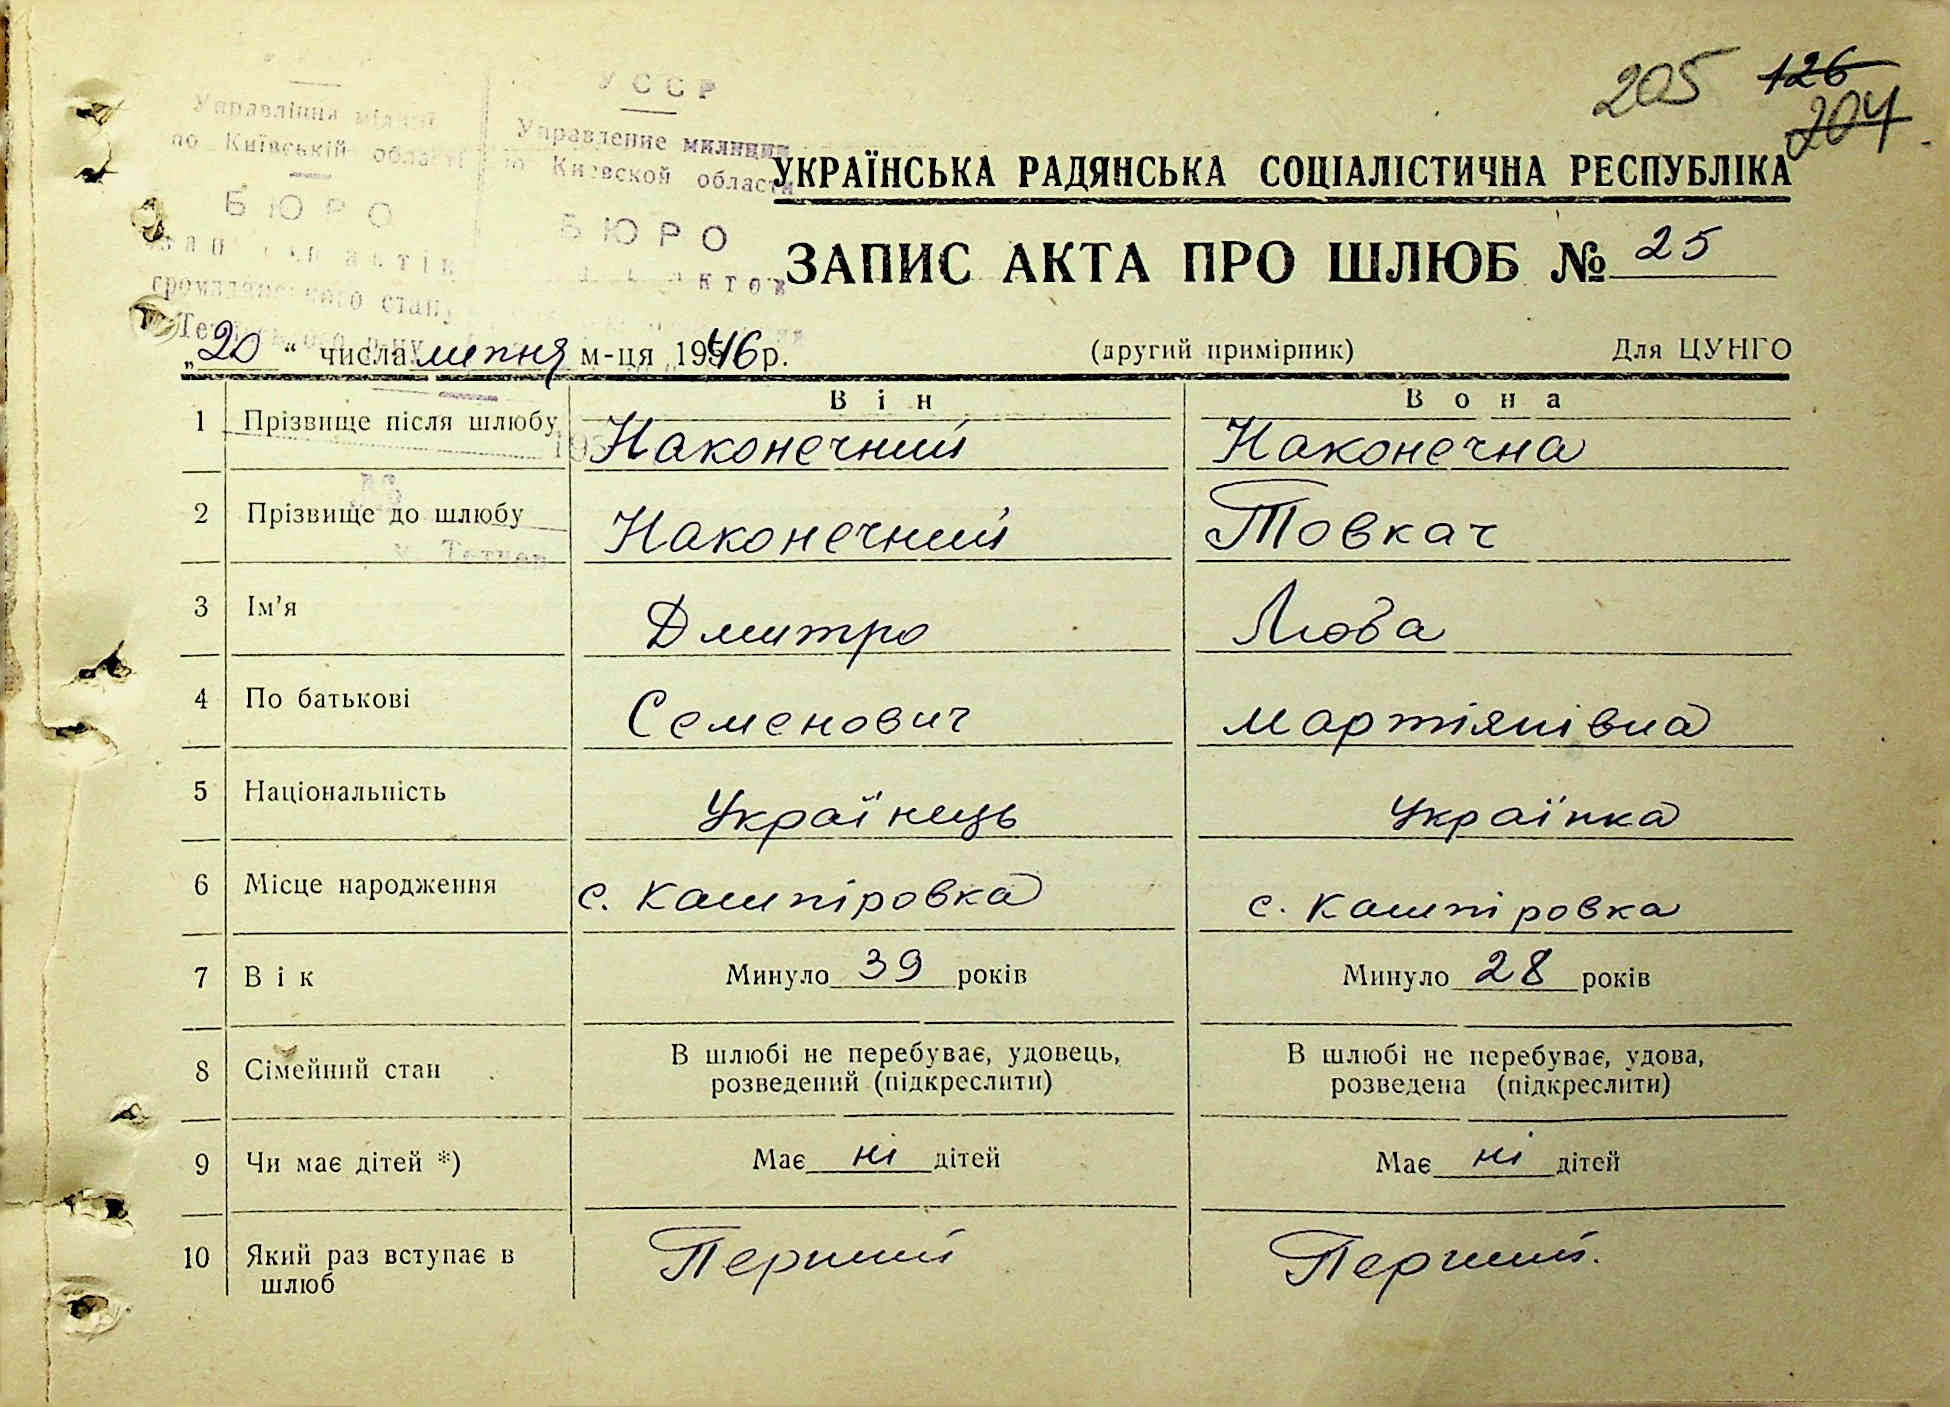 205 126
204
УССР
Управління міліції
по Київській області
Управление милиции
по Киевской области
БЮРО
БЮРО
УКРАЇНСЬКА РАДЯНСЬКА СОЦІАЛІСТИЧНА РЕСПУБЛІКА
ЗАПИС АКТА ПРО ШЛЮБ № 25
„20“ числа липня м-ця 1946 р. (другий примірник) Для ЦУНГО
Він Вона
1 Прізвище після шлюбу Наконечний Наконечна
2 Прізвище до шлюбу Наконечний Товкач
3 Ім'я Дмитро Люба
4 По батькові Семенович Мартіянівна
5 Національність Українець Українка
6 Місце народження с. Кашпіровка с. Кашпіровка
7 Вік Минуло 39 років Минуло 28 років
8 Сімейний стан В шлюбі не перебуває, удовець, В шлюбі не перебуває, удова,
розведений (підкреслити) розведена (підкреслити)
9 Чи має дітей *) Має ні дітей Має ні дітей
10 Який раз вступає в Перший Перший.
шлюб